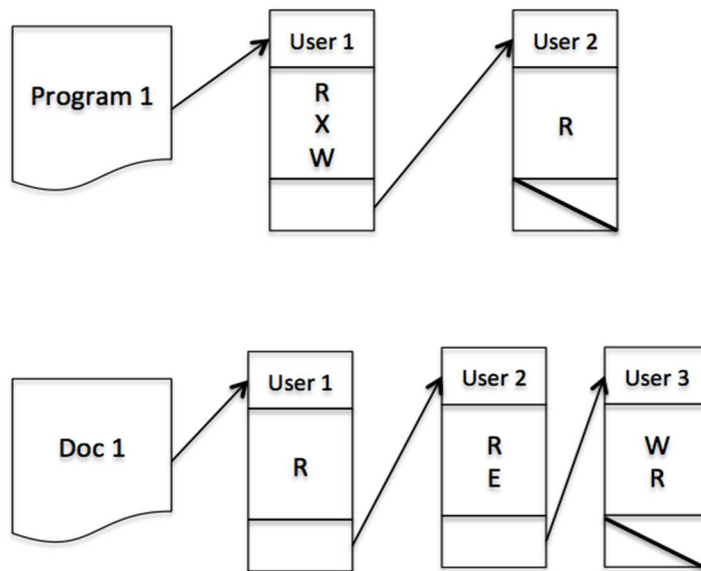 Program 1
User 1
R
X
W
User 2
R
Doc 1
User 1
R
User 2
R
E
User 3
W
R